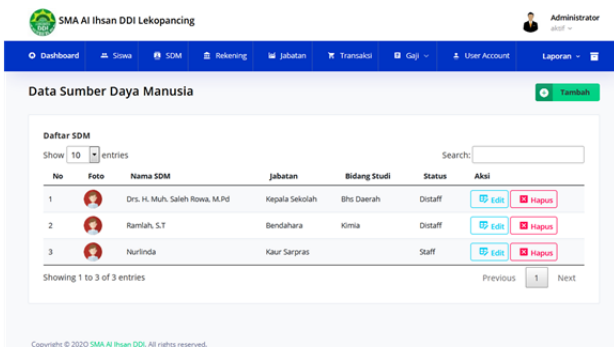 SMA Al Ihsan DDI Lekopancing
Administrator
aktif
Dashboard Siswa SDM Rekening Jabatan Transaksi Gaji User Account Laporan
Data Sumber Daya Manusia
Tambah
Daftar SDM
Show 10 entries Search:
No Foto Nama SDM Jabatan Bidang Studi Status Aksi
1 Drs. H. Muh. Saleh Rowa, M.Pd Kepala Sekolah Bhs Daerah Distaff Edit Hapus
2 Ramlah, S.T Bendahara Kimia Distaff Edit Hapus
3 Nurlinda Kaur Sarpras Staff Edit Hapus
Showing 1 to 3 of 3 entries Previous 1 Next
Copyright © 2020 SMA Al Ihsan DDI. All rights reserved.